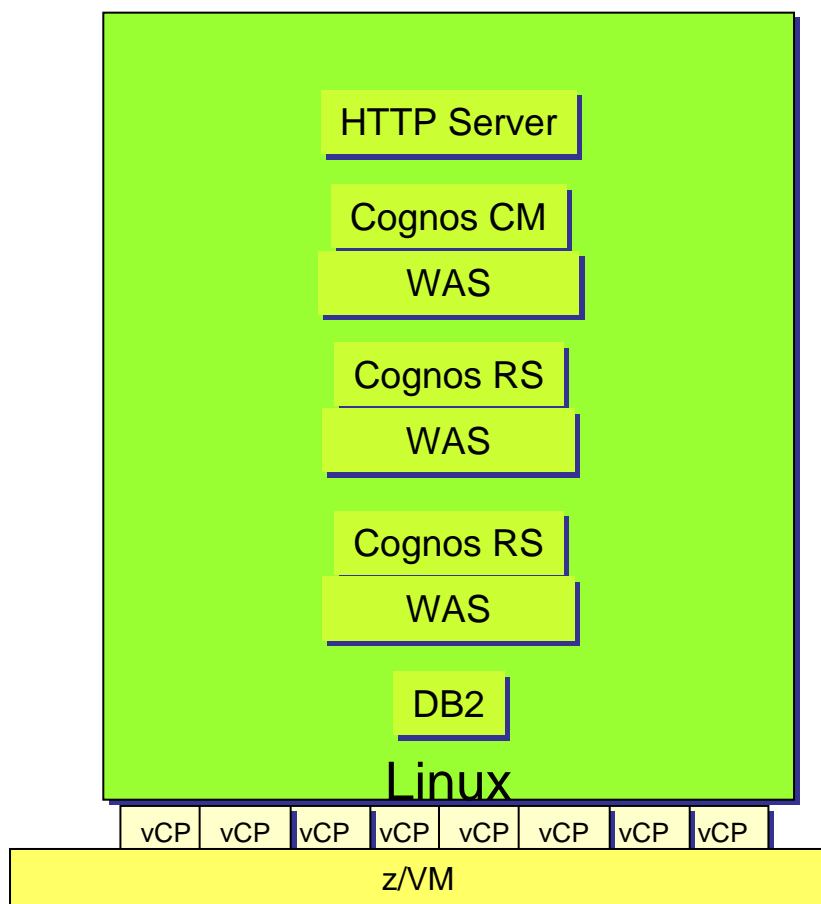 HTTP Server
Cognos CM
WAS
Cognos RS
WAS
Cognos RS
WAS
DB2
Linux
vCP vCP vCP vCP vCP vCP vCP vCP
z/VM